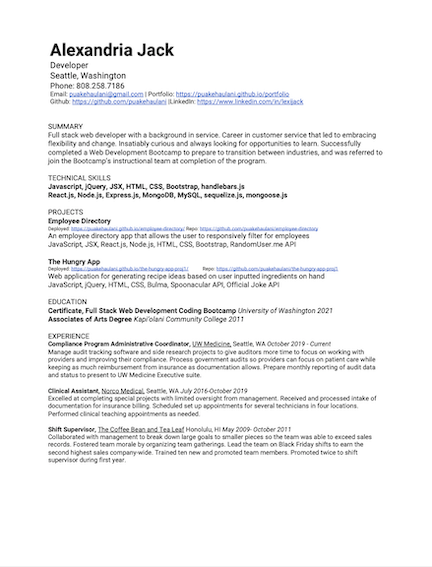 Alexandria Jack
Developer
Seattle, Washington
Phone: 808.258.7186
Email: puakehaulani@gmail.com | Portfolio: https://puakehaulani.github.io/portfolio
Github: https://github.com/puakehaulani |LinkedIn: https://www.linkedin.com/in/lexijack
SUMMARY
Full stack web developer with a background in service. Career in customer service that led to embracing
flexibility and change. Insatiably curious and always looking for opportunities to learn. Successfully
completed a Web Development Bootcamp to prepare to transition between industries, and was referred to
join the Bootcamp's instructional team at completion of the program.
TECHNICAL SKILLS
Javascript, jQuery, JSX, HTML, CSS, Bootstrap, handlebars.js
React.js, Node.js, Express.js, MongoDB, MySQL, sequelize.js, mongoose.js
PROJECTS
Employee Directory
Deployed: https://puakehaulani.github.io/employee-directory/ Repo: https://github.com/puakehaulani/employee-directory
An employee directory app that allows the user to responsively filter for employees
JavaScript, JSX, React.js, Node.js, HTML, CSS, Bootstrap, RandomUser.me API
The Hungry App
Deployed: https://puakehaulani.github.io/the-hungry-app-proj1/ Repo: https://github.com/puakehaulani/the-hungry-app-proj1
Web application for generating recipe ideas based on user inputted ingredients on hand
JavaScript, jQuery, HTML, CSS, Bulma, Spoonacular API, Official Joke API
EDUCATION
Certificate, Full Stack Web Development Coding Bootcamp University of Washington 2021
Associates of Arts Degree Kapi'olani Community College 2011
EXPERIENCE
Compliance Program Administrative Coordinator, UW Medicine, Seattle, WA October 2019 - Current
Manage audit tracking software and side research projects to give auditors more time to focus on working with
providers and improving their compliance. Process government audits so providers can focus on patient care while
keeping as much reimbursement from insurance as documentation allows. Prepare monthly reporting of audit data
and status to present to UW Medicine Executive suite.
Clinical Assistant, Norco Medical, Seattle, WA July 2016-October 2019
Excelled at completing special projects with limited oversight from management. Received and processed intake of
documentation for insurance billing. Scheduled set up appointments for several technicians in four locations.
Performed clinical teaching appointments as needed.
Shift Supervisor, The Coffee Bean and Tea Leaf Honolulu, HI May 2009- October 2011
Collaborated with management to break down large goals to smaller pieces so the team was able to exceed sales
records. Fostered team morale by organizing team gatherings. Lead the team on Black Friday shifts to earn the
second highest sales company-wide. Trained ten new and promoted team members. Promoted twice to shift
supervisor during first year.